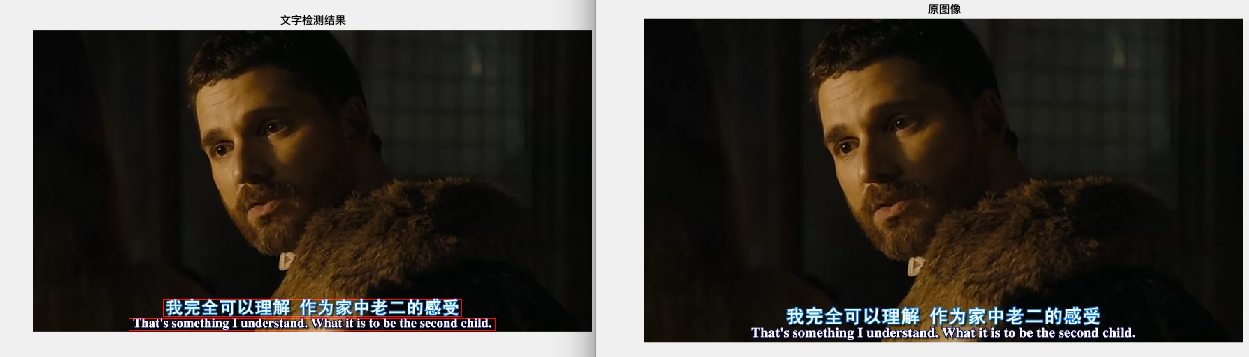 文字检测结果
我完全可以理解 作为家中老二的感受
That's something I understand. What it is to be the second child.
原图像
我完全可以理解 作为家中老二的感受
That's something I understand. What it is to be the second child.